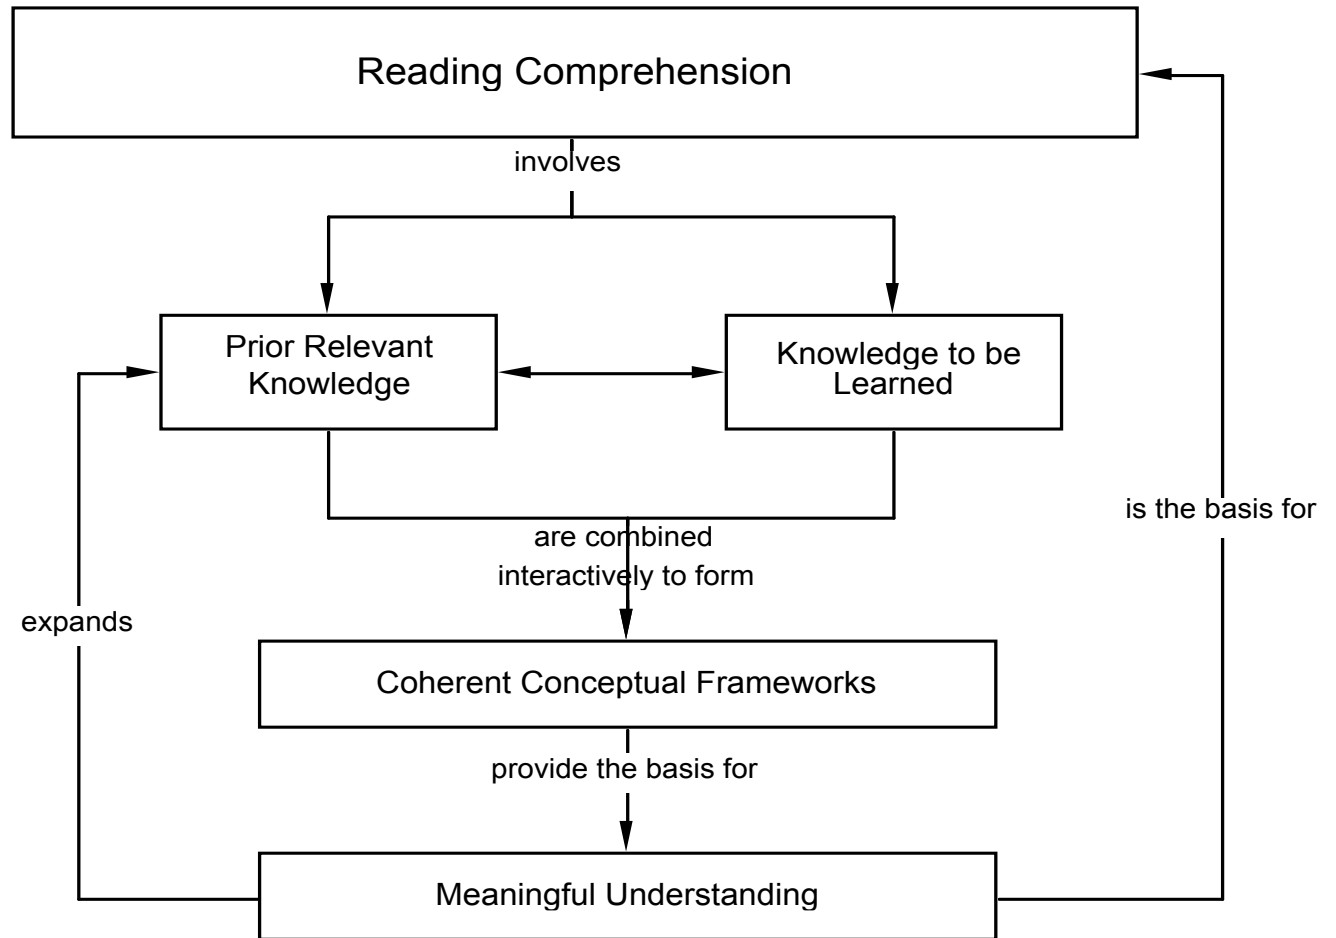 Reading Comprehension
involves
Prior Relevant
Knowledge
Knowledge to be
Learned
is the basis for
are combined
interactively to form
expands
Coherent Conceptual Frameworks
provide the basis for
Meaningful Understanding